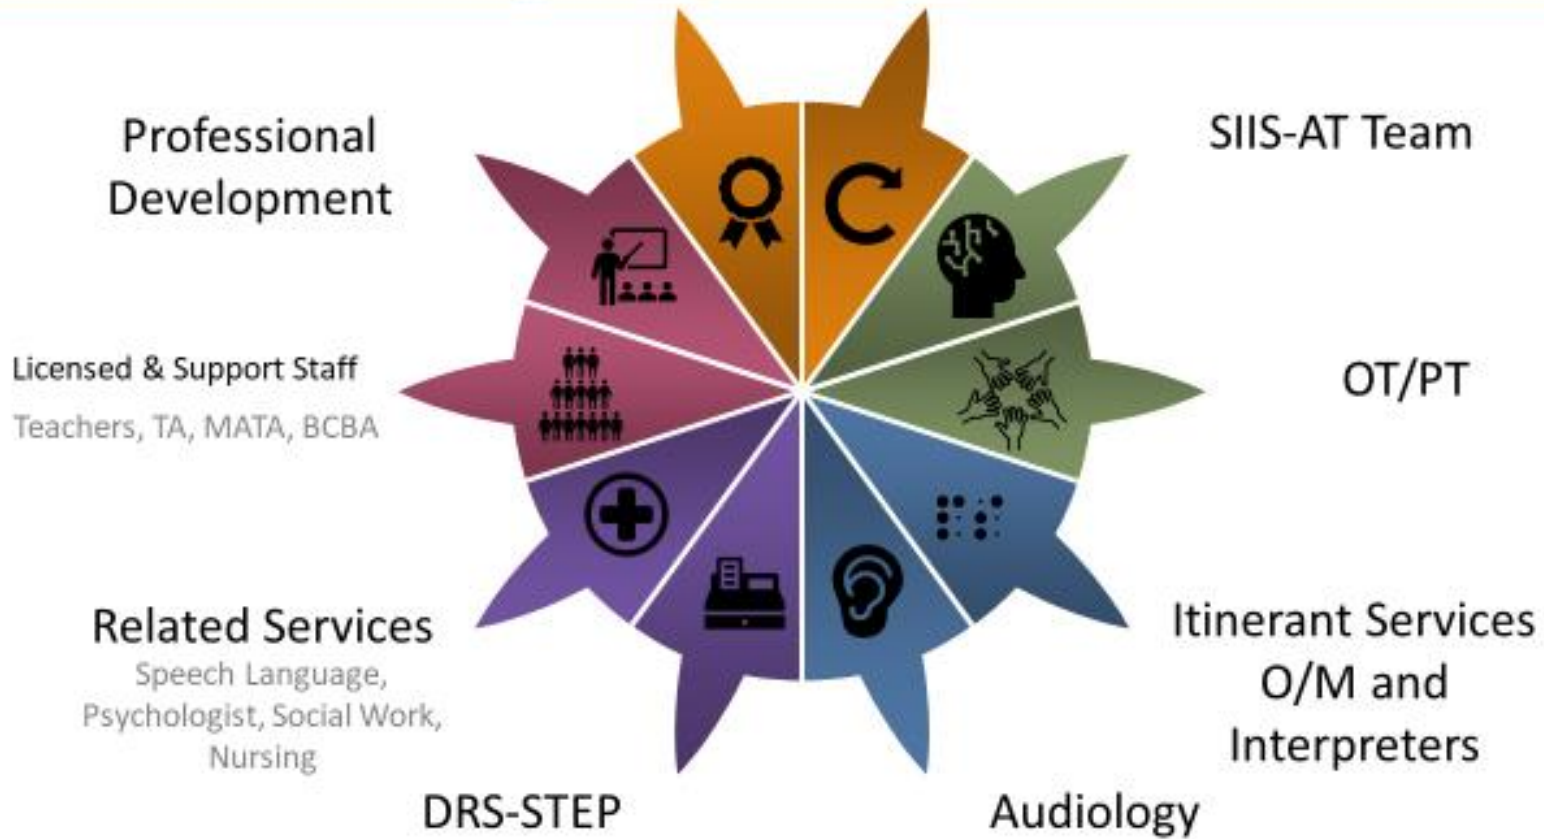 Professional
Development
SIIS-AT Team
Licensed & Support Staff
Teachers, TA, MATA, BCBA
OT/PT
Related Services
Speech Language,
Psychologist, Social Work,
Nursing
Itinerant Services
O/M and
Interpreters
DRS-STEP
Audiology